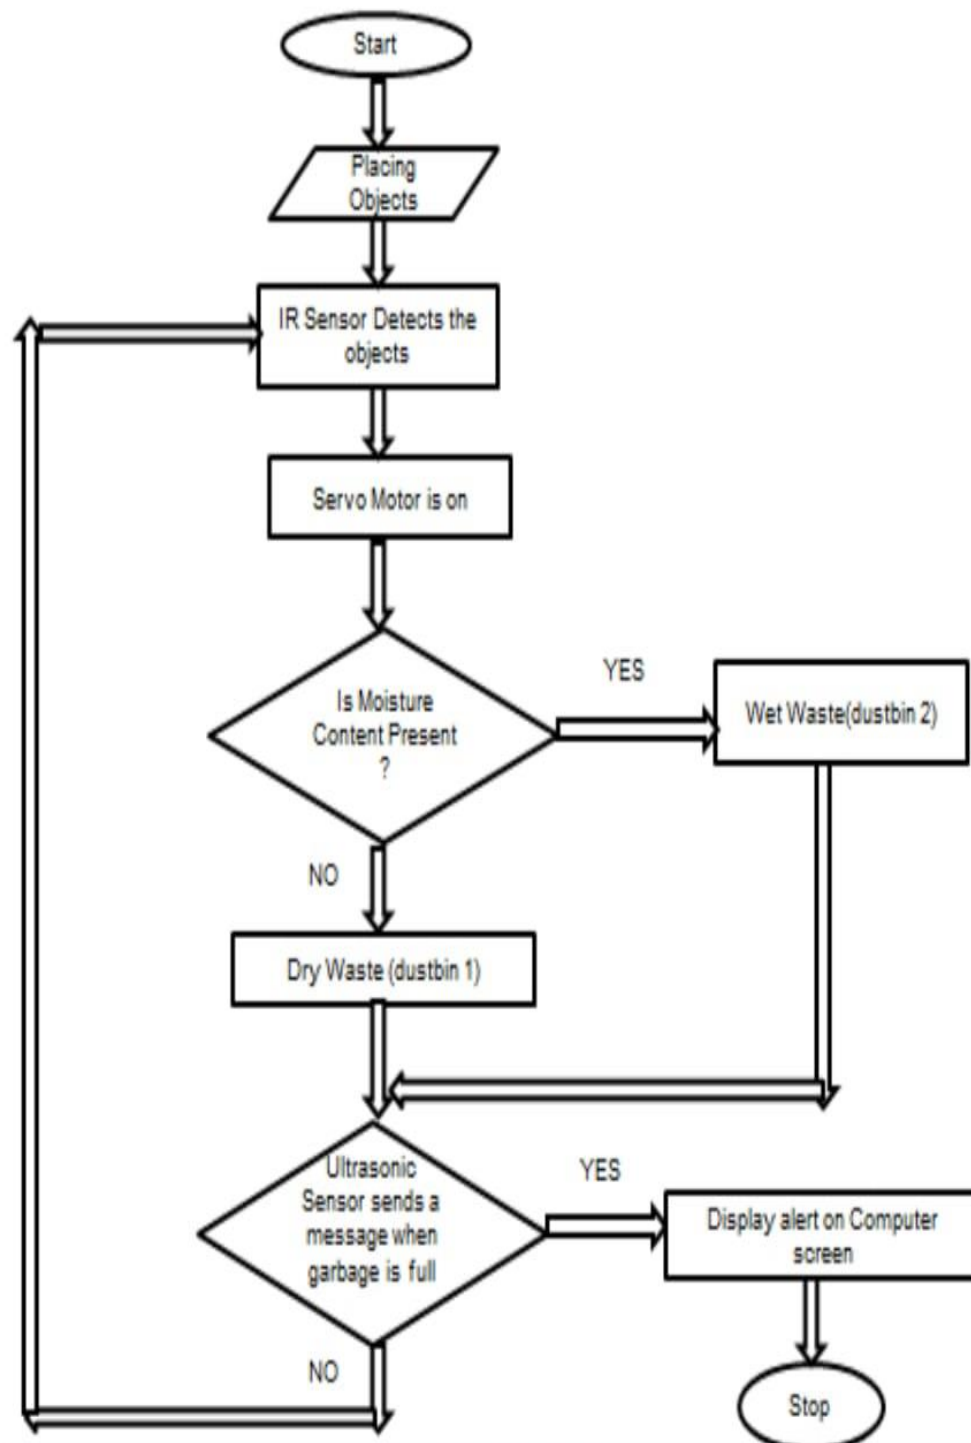 Start
Placing
Objects
IR Sensor Detects the
objects
Servo Motor is on
Is Moisture
Content Present
?
YES
Wet Waste(dustbin 2)
NO
Dry Waste (dustbin 1)
Ultrasonic
Sensor sends a
message when
garbage is full
YES
Display alert on Computer
screen
NO
Stop